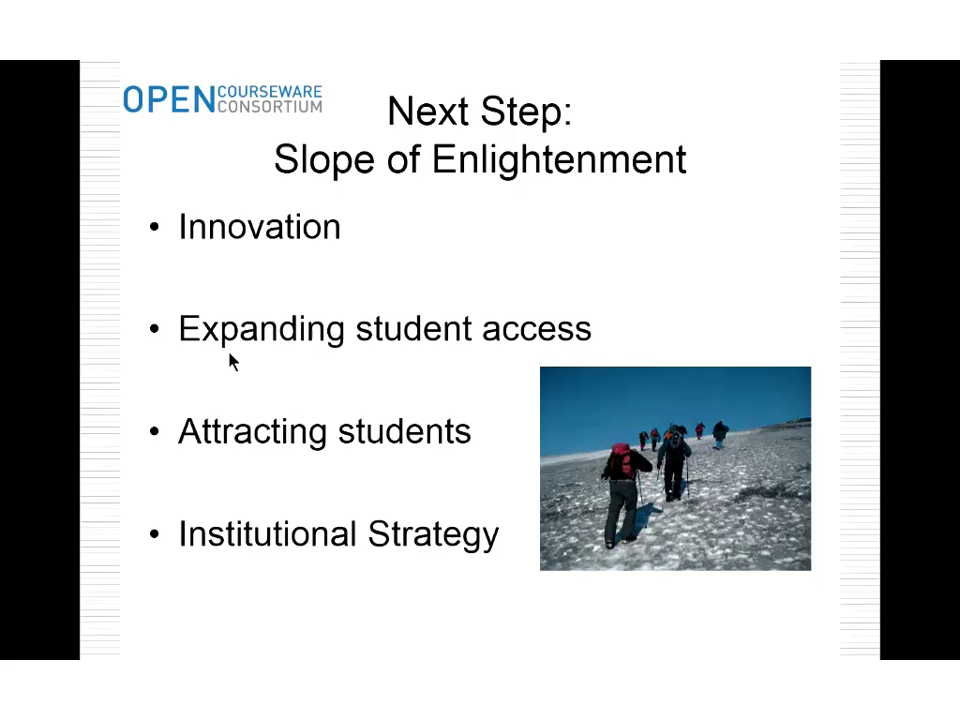 OPEN COURSEWARE CONSORTIUM
Next Step:
Slope of Enlightenment
• Innovation
• Expanding student access
• Attracting students
• Institutional Strategy